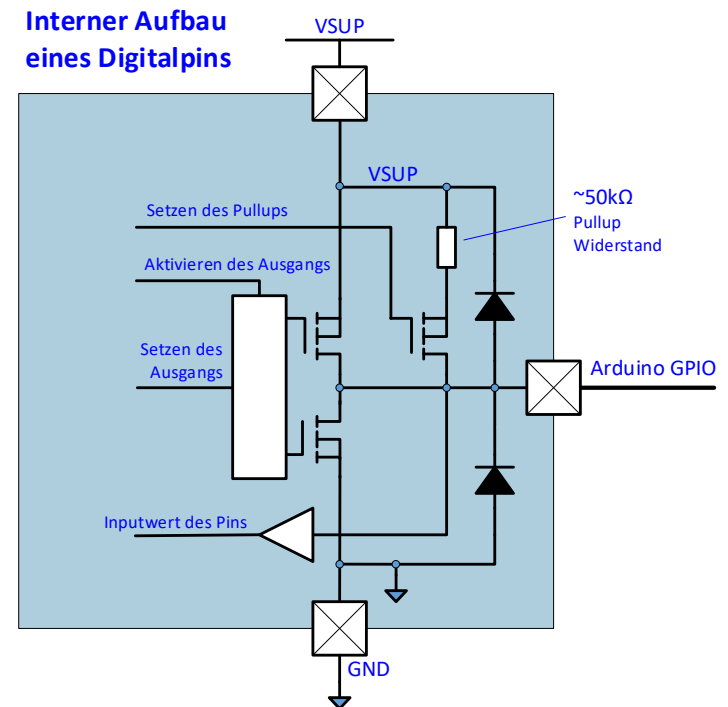 Interner Aufbau
eines Digitalpins
VSUP
VSUP
~50kΩ
Pullup
Widerstand
Setzen des Pullups
Aktivieren des Ausgangs
Setzen des
Ausgangs
Arduino GPIO
Inputwert des Pins
GND